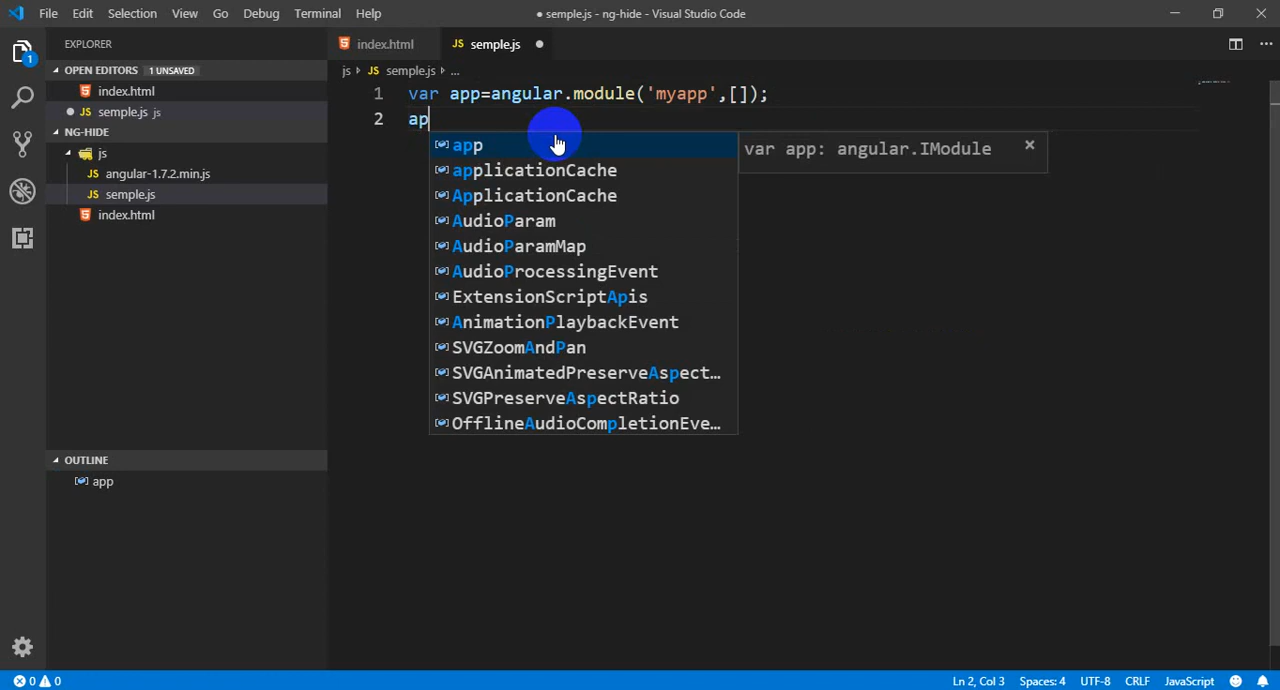 File Edit Selection View Go Debug Terminal Help
● semple.js - ng-hide - Visual Studio Code
EXPLORER
OPEN EDITORS 1 UNSAVED
index.html
semple.js js
NG-HIDE
js
angular-1.7.2.min.js
semple.js
index.html
OUTLINE
app
1
index.html
JS semple.js
js JS semple.js ...
1 var app=angular.module('myapp',[]);
2 ap
app
var app: angular.IModule
applicationCache
ApplicationCache
AudioParam
AudioParamMap
AudioProcessingEvent
ExtensionScriptApis
AnimationPlaybackEvent
SVGZoomAndPan
SVGAnimatedPreserveAspect...
SVGPreserveAspectRatio
OfflineAudioCompletionEve...
0 0
Ln 2, Col 3 Spaces: 4 UTF-8 CRLF JavaScript